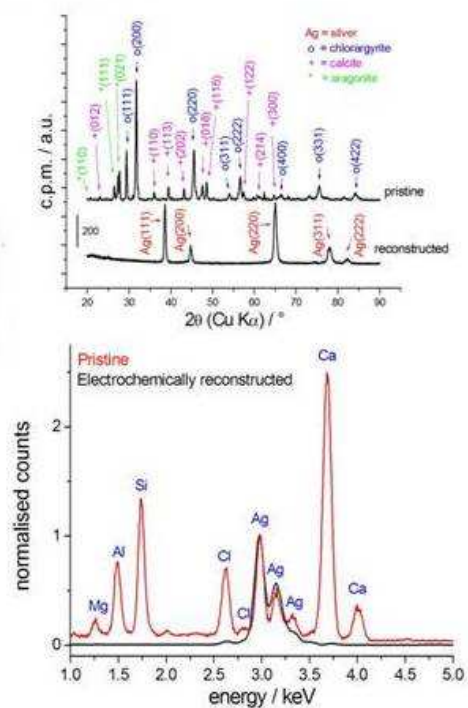 Ag = silver
o = chlorargyrite
+ = calcite
* = aragonite
*(110)
+(012)
*(111)
*(021)
o(111)
o(200)
+(110)
+(113)
+(202)
o(220)
+(018)
+(116)
o(311)
o(222)
+(122)
+(214)
+(300)
o(400)
o(331)
o(422)
pristine
200
Ag(111)
Ag(200)
Ag(220)
Ag(311)
Ag(222)
reconstructed
c.p.m. / a.u.
20 30 40 50 60 70 80 90
2θ (Cu Kα) / °
Pristine
Electrochemically reconstructed
normalised counts
2
1
0
Mg
Al
Si
Cl
Cl
Ag
Ag
Ag
Ca
Ca
1.0 1.5 2.0 2.5 3.0 3.5 4.0 4.5 5.0
energy / keV